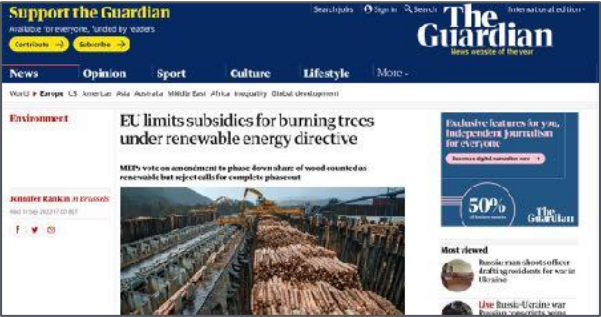 Support the Guardian
Available for everyone, funded by readers
Contribute →
Subscribe →
Search jobs
Sign in
Search
International edition
The Guardian
News website of the year
News
Opinion
Sport
Culture
Lifestyle
More
World
Europe
US
Americas
Asia
Australia
Middle East
Africa
Inequality
Global development
Environment
EU limits subsidies for burning trees
under renewable energy directive
MEPs vote on amendment to phase down share of wood counted as
renewable but reject calls for complete phaseout
Jennifer Rankin in Brussels
Exclusive features for you,
independent journalism
for everyone
50%
The Guardian
Most viewed
Russian man shoots officer
drafting residents for war in
Ukraine
Live Russia-Ukraine war
Russian conscripts being